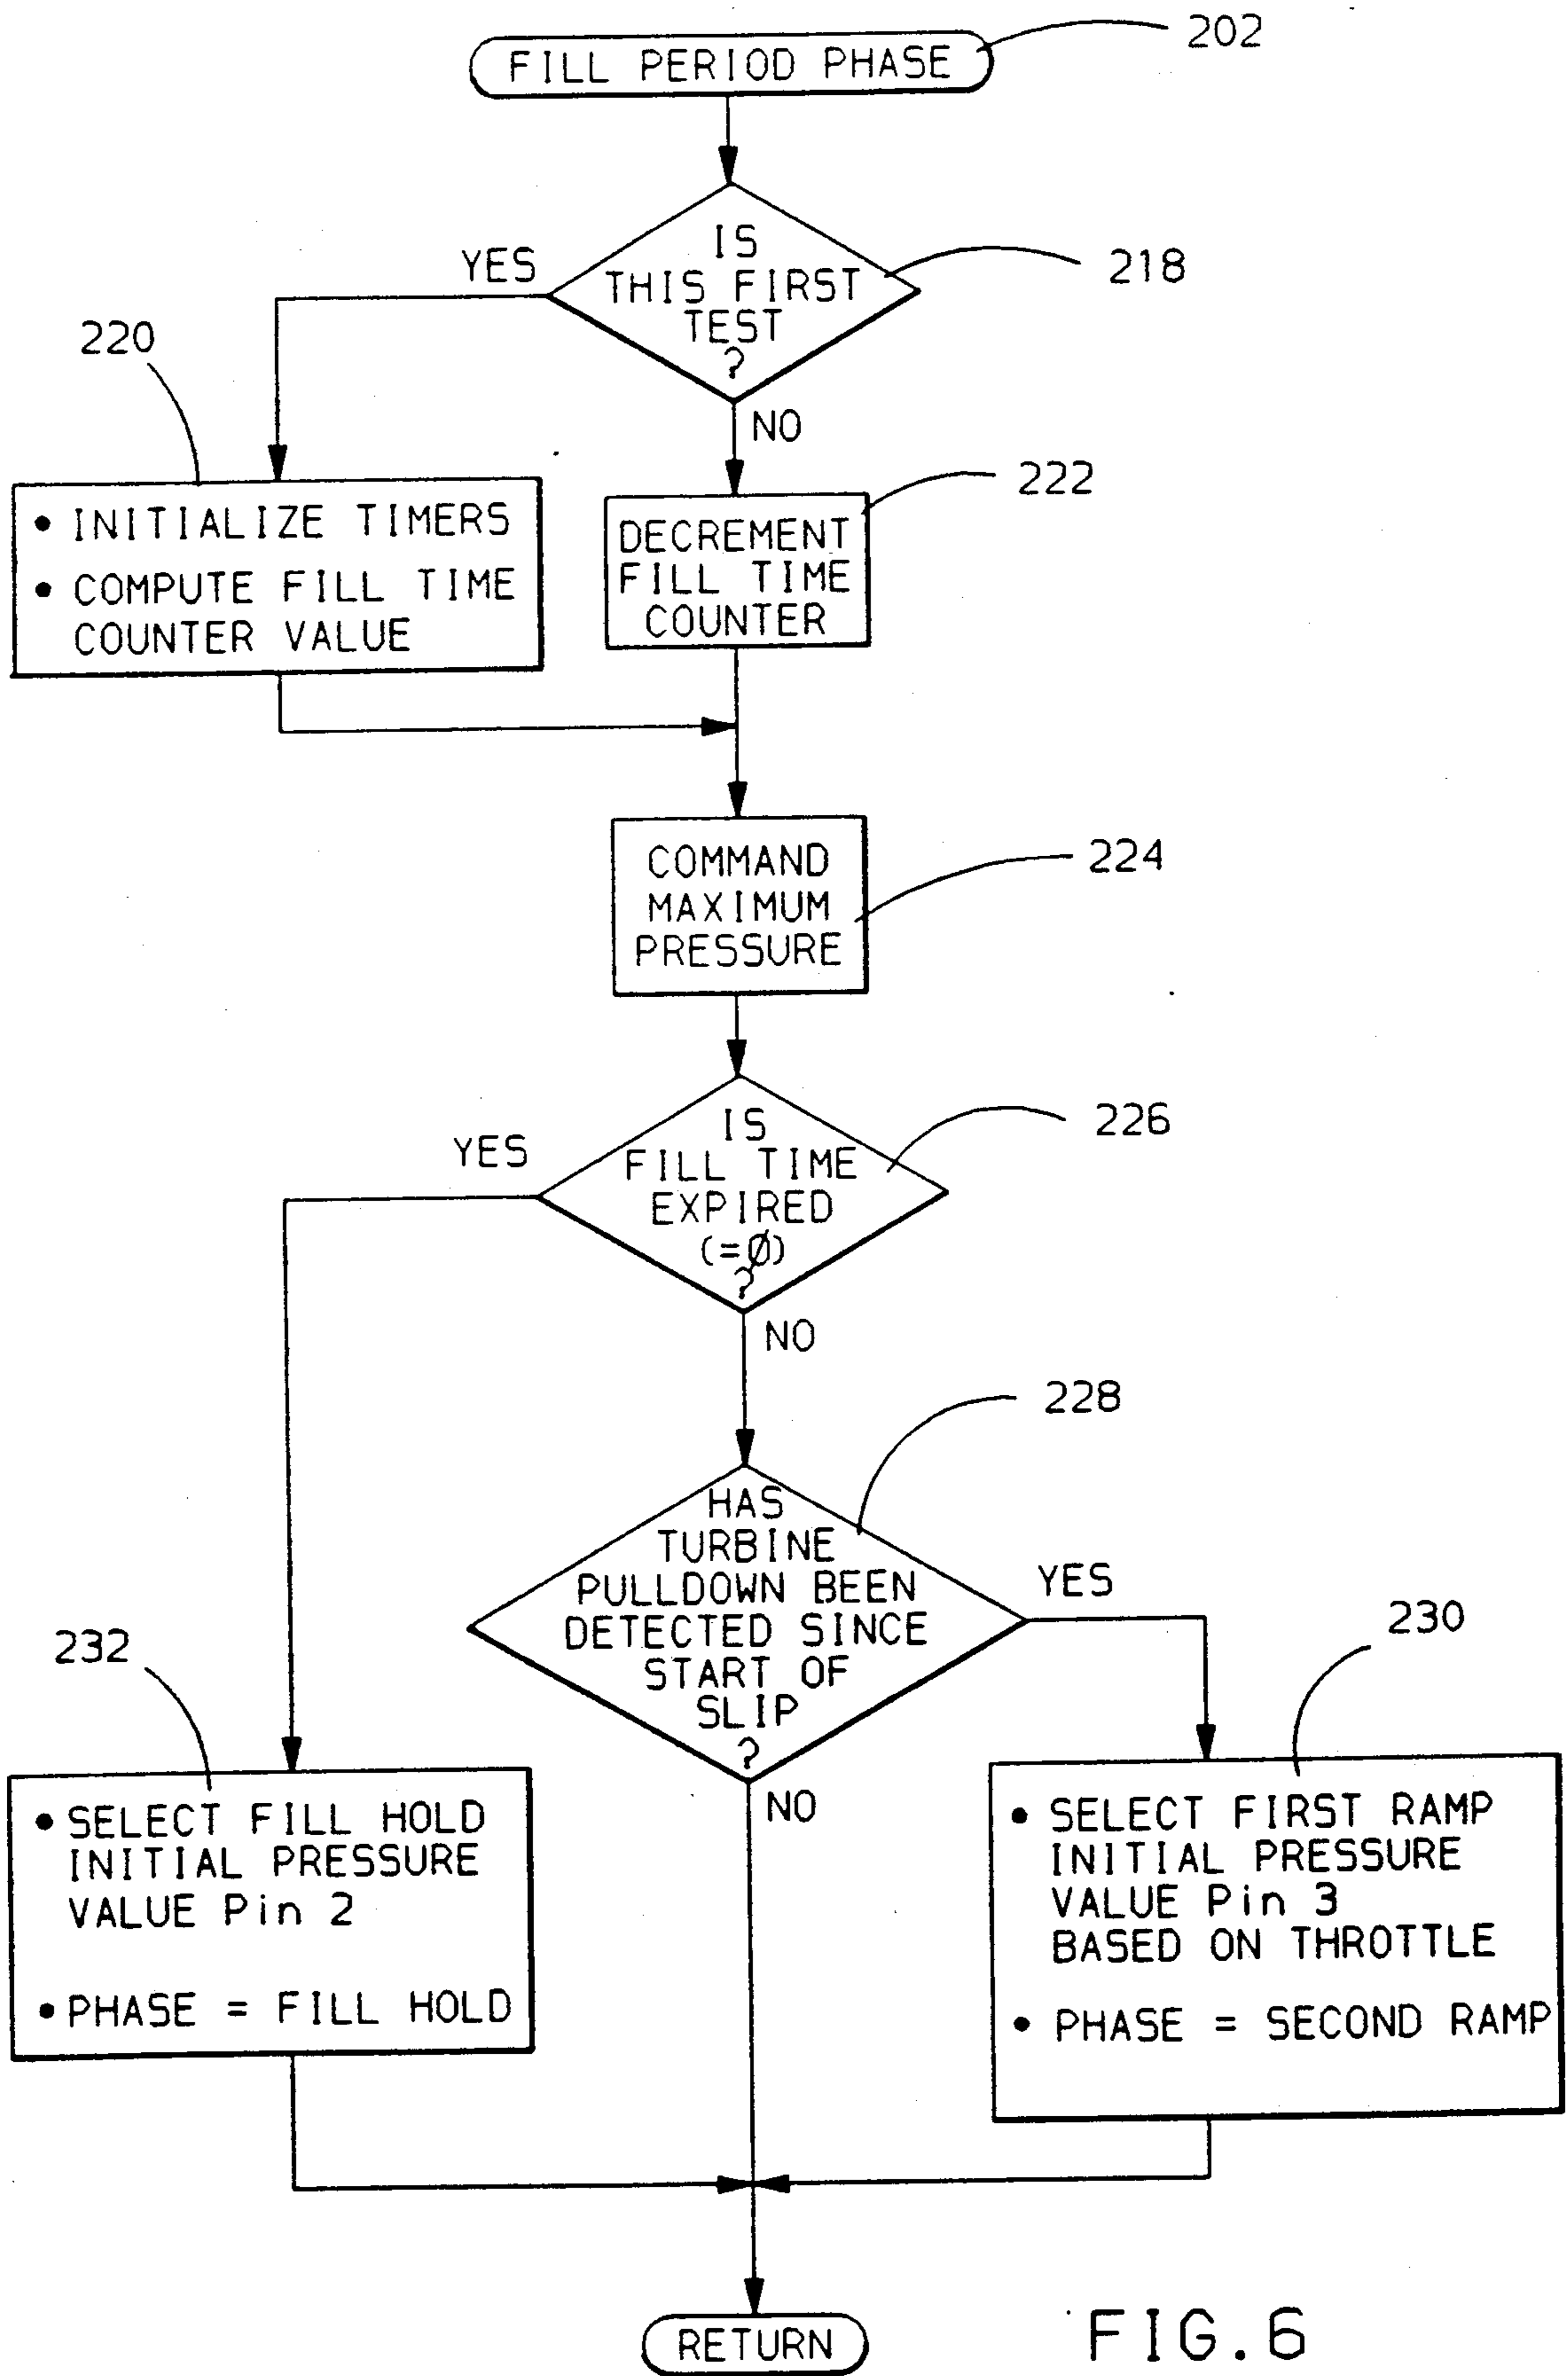 FILL PERIOD PHASE
202
IS
THIS FIRST
TEST
?
218
YES
NO
220
• INITIALIZE TIMERS
• COMPUTE FILL TIME
COUNTER VALUE
222
DECREMENT
FILL TIME
COUNTER
COMMAND
MAXIMUM
PRESSURE
224
IS
FILL TIME
EXPIRED
(=Ø)
?
226
YES
NO
228
HAS
TURBINE
PULLDOWN BEEN
DETECTED SINCE
START OF
SLIP
?
YES
NO
232
• SELECT FILL HOLD
INITIAL PRESSURE
VALUE Pin 2
• PHASE = FILL HOLD
230
• SELECT FIRST RAMP
INITIAL PRESSURE
VALUE Pin 3
BASED ON THROTTLE
• PHASE = SECOND RAMP
RETURN
FIG.6